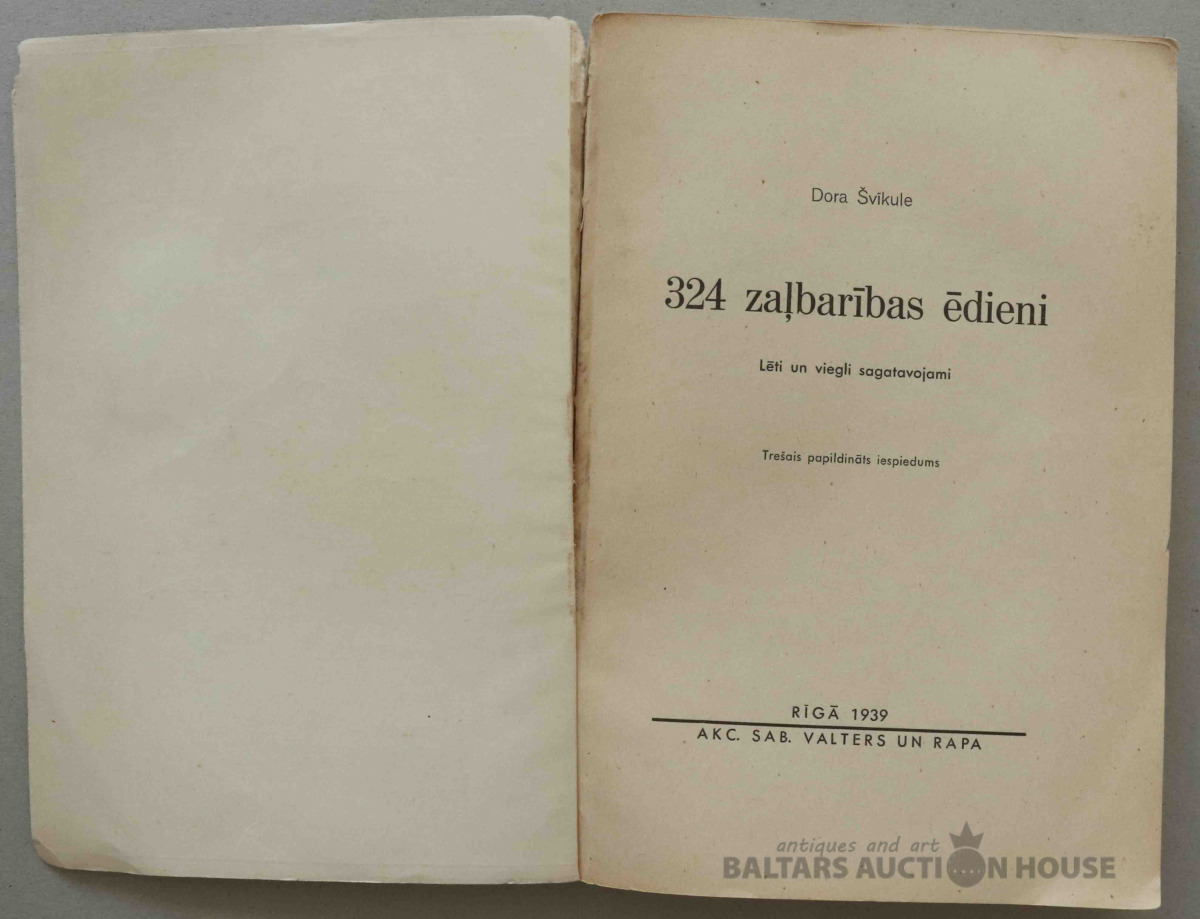 Dora Švīkule
324 zaļbarības ēdieni
Lēti un viegli sagatavojami
Trešais papildināts iespiedums
RĪGĀ 1939
AKC. SAB. VALTERS UN RAPA
antiques and art
BALTARS AUCTION HOUSE